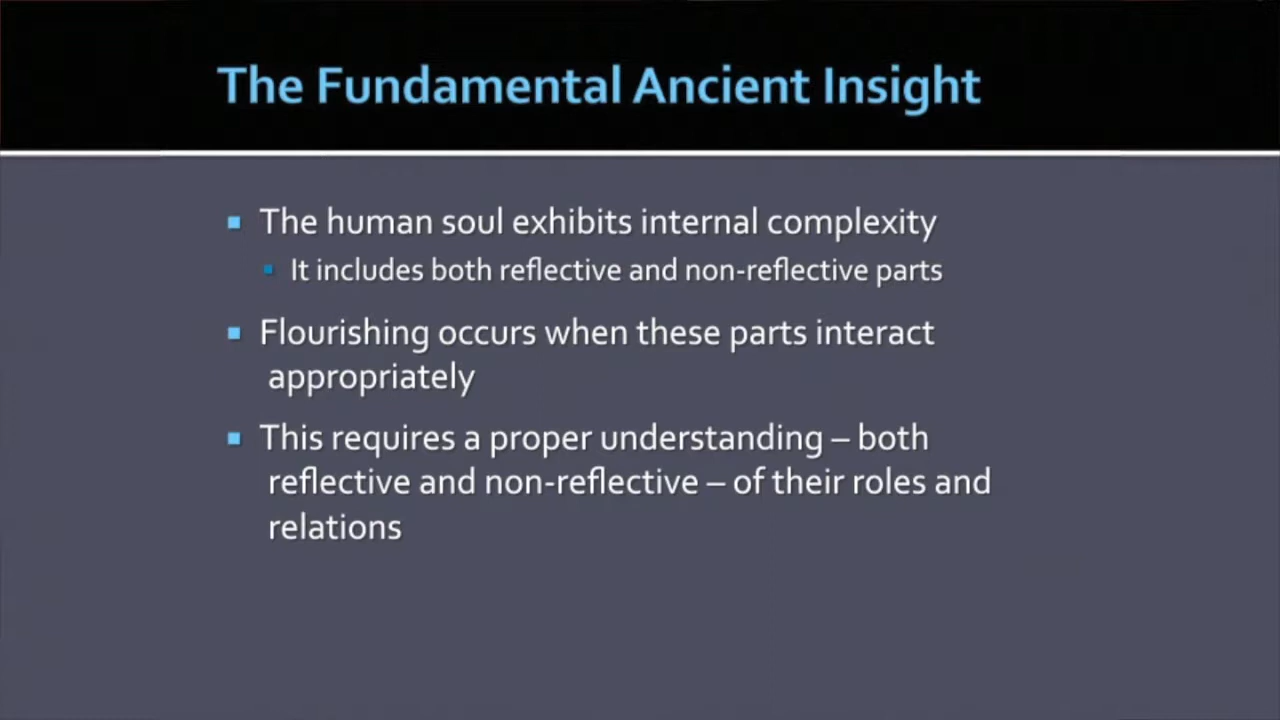 The Fundamental Ancient Insight
The human soul exhibits internal complexity
It includes both reflective and non-reflective parts
Flourishing occurs when these parts interact
appropriately
This requires a proper understanding – both
reflective and non-reflective – of their roles and
relations